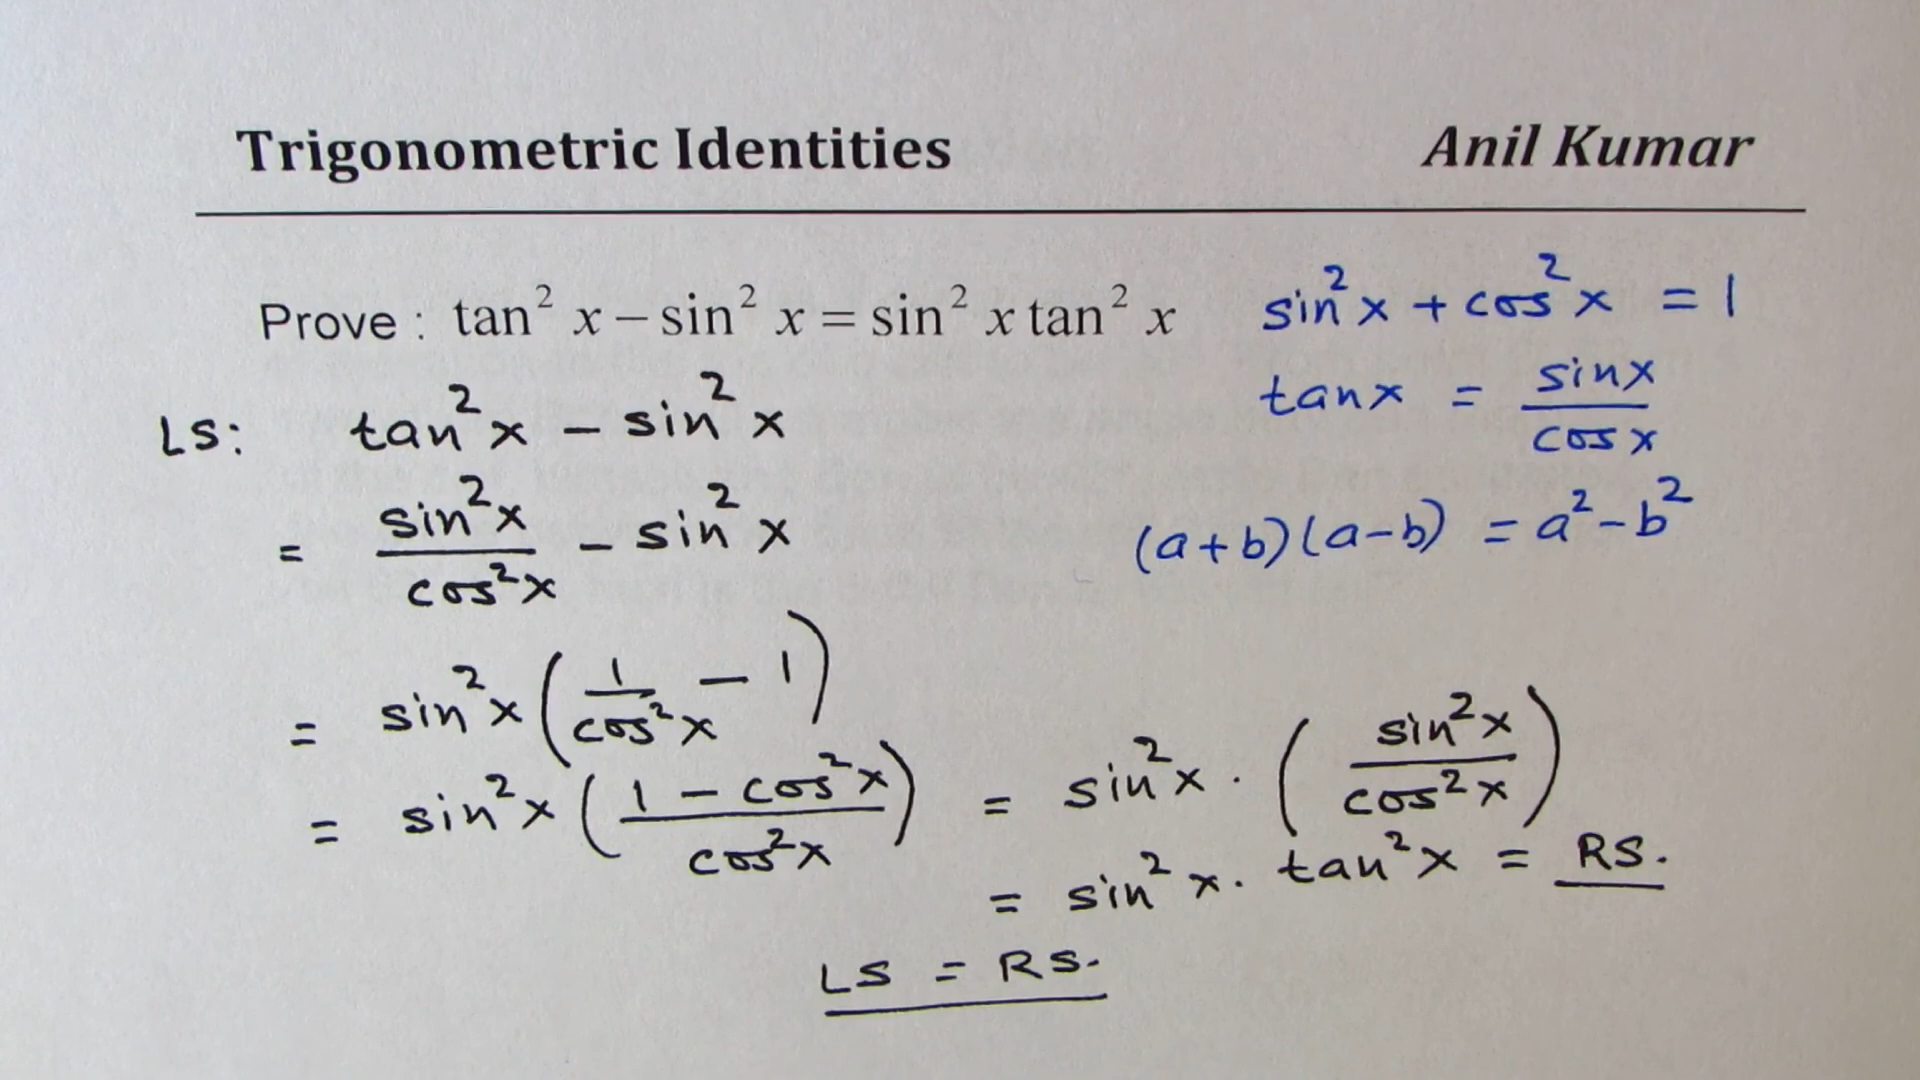 Trigonometric Identities Anil Kumar
Prove : tan² x − sin² x = sin² x tan² x
sin²x + cos²x = 1
tanx = sinx / cosx
(a+b)(a−b) = a²−b²
LS: tan²x − sin²x
= sin²x / cos²x − sin²x
= sin²x (1 / cos²x − 1)
= sin²x (1 − cos²x / cos²x)
= sin²x · (sin²x / cos²x)
= sin²x · tan²x = RS.
LS = RS.